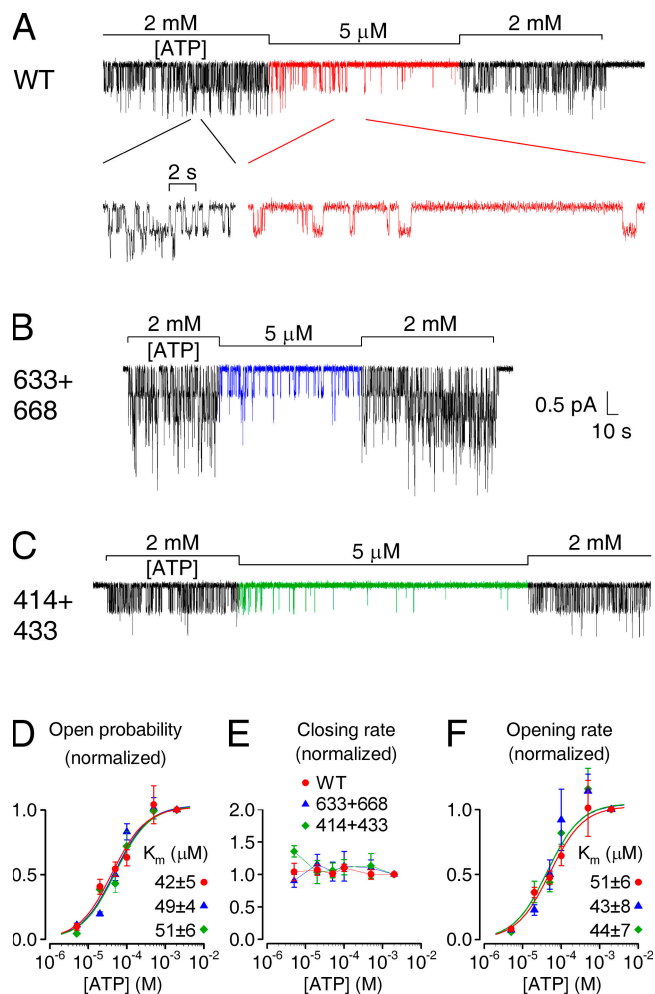 A
2 mM
5 μM
2 mM
[ATP]
WT
2 s
B
2 mM
5 μM
2 mM
[ATP]
633+
668
0.5 pA
10 s
C
2 mM
5 μM
2 mM
[ATP]
414+
433
D
Open probability
(normalized)
1.0
0.5
0.0
Km (μM)
42±5
49±4
51±6
10-6 10-5 10-4 10-3 10-2
[ATP] (M)
E
Closing rate
(normalized)
WT
633+668
414+433
2.0
1.5
1.0
0.5
0.0
10-6 10-5 10-4 10-3 10-2
[ATP] (M)
F
Opening rate
(normalized)
1.0
0.5
0.0
Km (μM)
51±6
43±8
44±7
10-6 10-5 10-4 10-3 10-2
[ATP] (M)